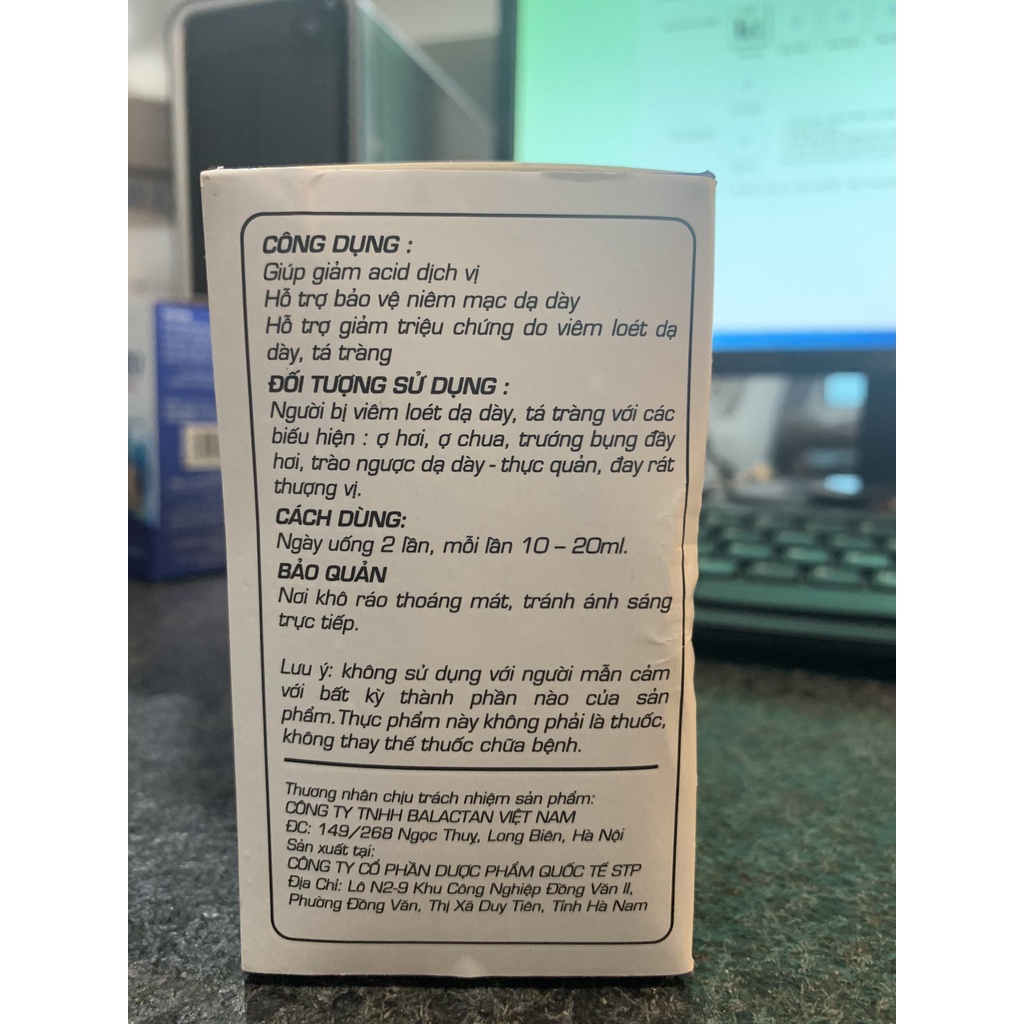 CÔNG DỤNG :
Giúp giảm acid dịch vị
Hỗ trợ bảo vệ niêm mạc dạ dày
Hỗ trợ giảm triệu chứng do viêm loét dạ
dày, tá tràng
ĐỐI TƯỢNG SỬ DỤNG :
Người bị viêm loét dạ dày, tá tràng với các
biểu hiện : ợ hơi, ợ chua, trướng bụng đầy
hơi, trào ngược dạ dày - thực quản, đay rát
thượng vị.
CÁCH DÙNG:
Ngày uống 2 lần, mỗi lần 10 – 20ml.
BẢO QUẢN
Nơi khô ráo thoáng mát, tránh ánh sáng
trực tiếp.
Lưu ý: không sử dụng với người mẫn cảm
với bất kỳ thành phần nào của sản
phẩm. Thực phẩm này không phải là thuốc,
không thay thế thuốc chữa bệnh.
Thương nhân chịu trách nhiệm sản phẩm:
CÔNG TY TNHH BALACTAN VIỆT NAM
ĐC: 149/268 Ngọc Thuỵ, Long Biên, Hà Nội
Sản xuất tại:
CÔNG TY CỔ PHẦN DƯỢC PHẨM QUỐC TẾ STP
Địa Chỉ: Lô N2-9 Khu Công Nghiệp Đồng Văn II,
Phường Đồng Văn, Thị Xã Duy Tiên, Tỉnh Hà Nam